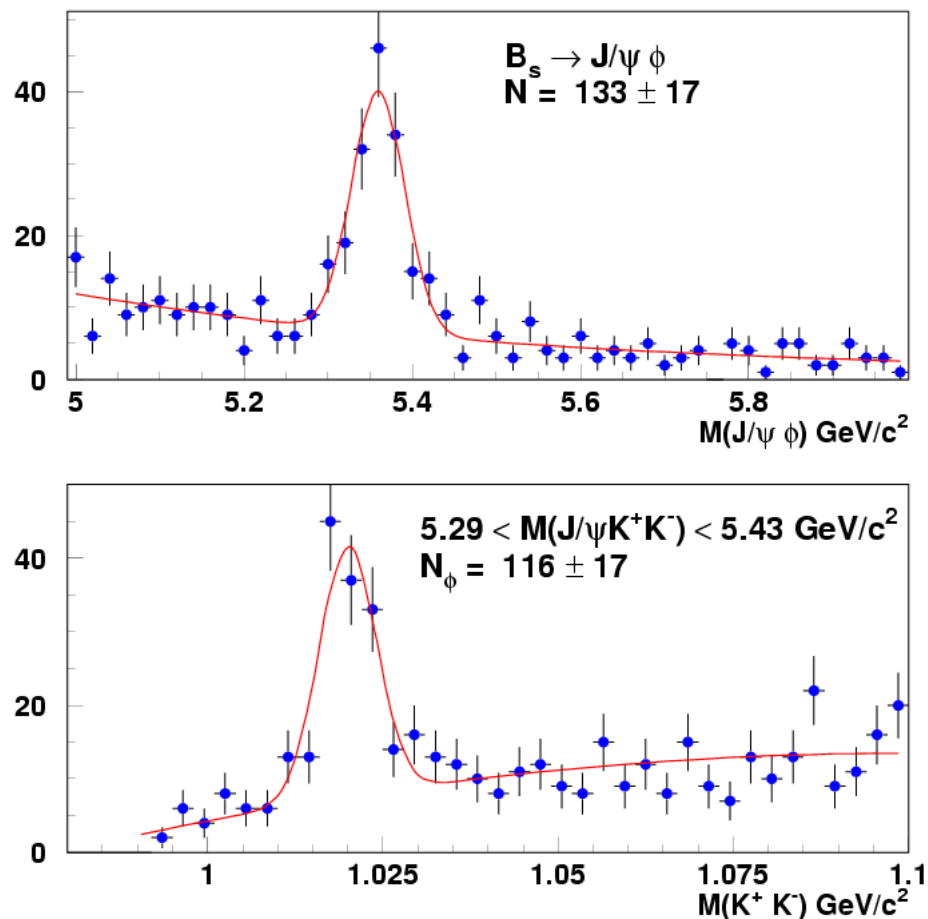 B_s → J/ψ φ
N = 133 ± 17
40
20
0
5 5.2 5.4 5.6 5.8
M(J/ψ φ) GeV/c²
5.29 < M(J/ψK⁺K⁻) < 5.43 GeV/c²
N_ϕ = 116 ± 17
40
20
0
1 1.025 1.05 1.075 1.1
M(K⁺ K⁻) GeV/c²